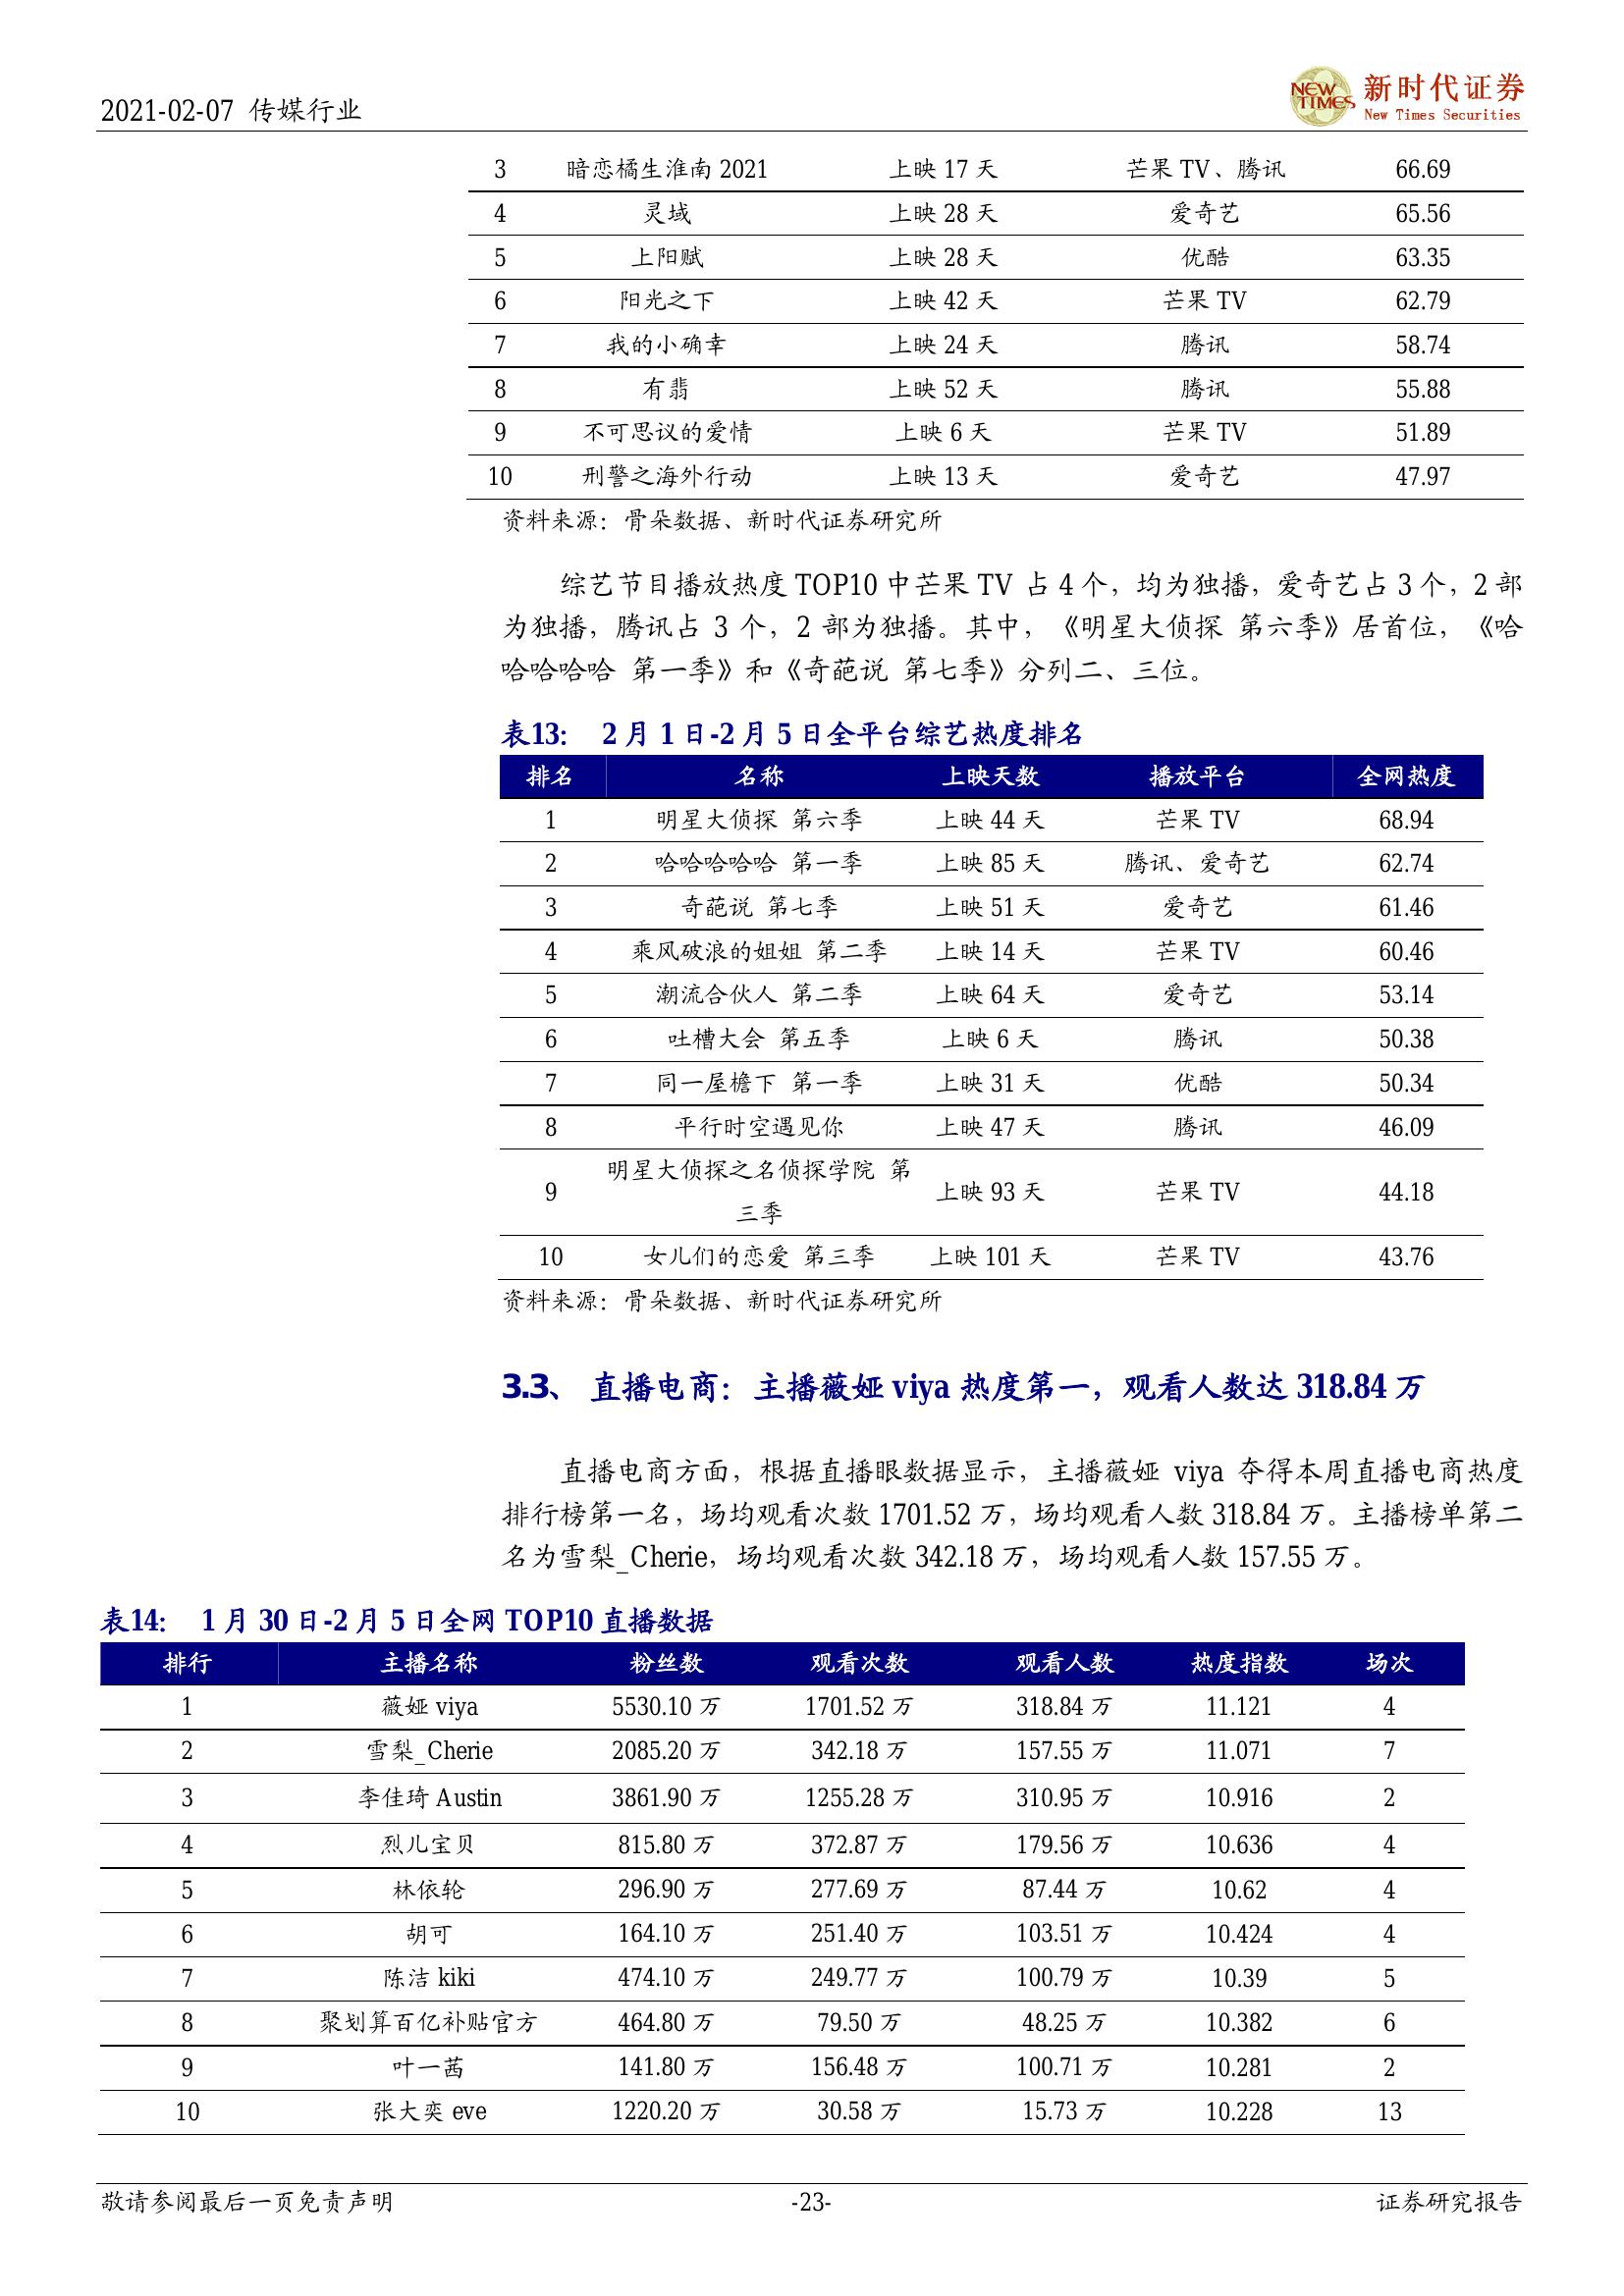 2021-02-07 传媒行业
NEW TIMES
新时代证券
New Times Securities
3 暗恋橘生淮南 2021 上映 17 天 芒果 TV、腾讯 66.69
4 灵域 上映 28 天 爱奇艺 65.56
5 上阳赋 上映 28 天 优酷 63.35
6 阳光之下 上映 42 天 芒果 TV 62.79
7 我的小确幸 上映 24 天 腾讯 58.74
8 有翡 上映 52 天 腾讯 55.88
9 不可思议的爱情 上映 6 天 芒果 TV 51.89
10 刑警之海外行动 上映 13 天 爱奇艺 47.97
资料来源：骨朵数据、新时代证券研究所
综艺节目播放热度 TOP10 中芒果 TV 占 4 个，均为独播，爱奇艺占 3 个，2 部
为独播，腾讯占 3 个，2 部为独播。其中，《明星大侦探 第六季》居首位，《哈
哈哈哈哈 第一季》和《奇葩说 第七季》分列二、三位。
表13： 2 月 1 日-2 月 5 日全平台综艺热度排名
排名 名称 上映天数 播放平台 全网热度
1 明星大侦探 第六季 上映 44 天 芒果 TV 68.94
2 哈哈哈哈哈 第一季 上映 85 天 腾讯、爱奇艺 62.74
3 奇葩说 第七季 上映 51 天 爱奇艺 61.46
4 乘风破浪的姐姐 第二季 上映 14 天 芒果 TV 60.46
5 潮流合伙人 第二季 上映 64 天 爱奇艺 53.14
6 吐槽大会 第五季 上映 6 天 腾讯 50.38
7 同一屋檐下 第一季 上映 31 天 优酷 50.34
8 平行时空遇见你 上映 47 天 腾讯 46.09
明星大侦探之名侦探学院 第
9 上映 93 天 芒果 TV 44.18
三季
10 女儿们的恋爱 第三季 上映 101 天 芒果 TV 43.76
资料来源：骨朵数据、新时代证券研究所
3.3、 直播电商：主播薇娅 viya 热度第一，观看人数达 318.84 万
直播电商方面，根据直播眼数据显示，主播薇娅 viya 夺得本周直播电商热度
排行榜第一名，场均观看次数 1701.52 万，场均观看人数 318.84 万。主播榜单第二
名为雪梨_Cherie，场均观看次数 342.18 万，场均观看人数 157.55 万。
表14： 1 月 30 日-2 月 5 日全网 TOP10 直播数据
排行 主播名称 粉丝数 观看次数 观看人数 热度指数 场次
1 薇娅 viya 5530.10 万 1701.52 万 318.84 万 11.121 4
2 雪梨_Cherie 2085.20 万 342.18 万 157.55 万 11.071 7
3 李佳琦 Austin 3861.90 万 1255.28 万 310.95 万 10.916 2
4 烈儿宝贝 815.80 万 372.87 万 179.56 万 10.636 4
5 林依轮 296.90 万 277.69 万 87.44 万 10.62 4
6 胡可 164.10 万 251.40 万 103.51 万 10.424 4
7 陈洁 kiki 474.10 万 249.77 万 100.79 万 10.39 5
8 聚划算百亿补贴官方 464.80 万 79.50 万 48.25 万 10.382 6
9 叶一茜 141.80 万 156.48 万 100.71 万 10.281 2
10 张大奕 eve 1220.20 万 30.58 万 15.73 万 10.228 13
敬请参阅最后一页免责声明 -23- 证券研究报告